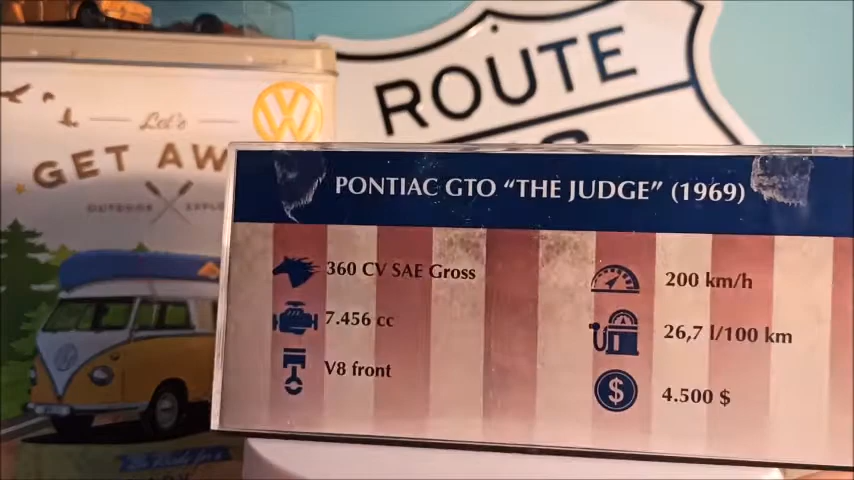 ROUTE
Let's
GET AW
OUTDOOR EXPLO
PONTIAC GTO “THE JUDGE” (1969)
360 CV SAE Gross
7.456 cc
V8 front
200 km/h
26,7 l/100 km
4.500 $